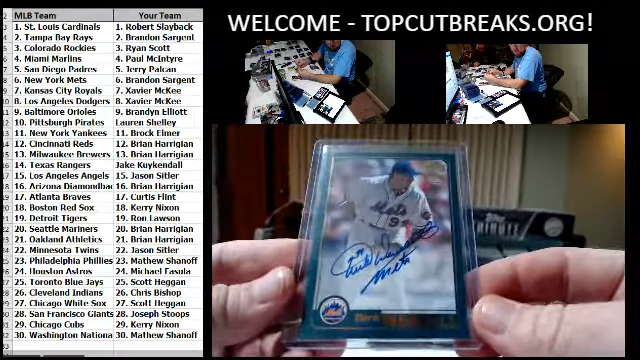 WELCOME - TOPCUTBREAKS.ORG!
MLB Team Your Team
1. St. Louis Cardinals 1. Robert Slayback
2. Tampa Bay Rays 2. Brandon Sargent
3. Colorado Rockies 3. Ryan Scott
4. Miami Marlins 4. Paul McIntyre
5. San Diego Padres 5. Terry Palcan
6. New York Mets 6. Brandon Sargent
7. Kansas City Royals 7. Xavier McKee
8. Los Angeles Dodgers 8. Xavier McKee
9. Baltimore Orioles 9. Brandyn Elliott
10. Pittsburgh Pirates Lauren Shelley
11. New York Yankees 11. Brock Elmer
12. Cincinnati Reds 12. Brian Harrigian
13. Milwaukee Brewers 13. Brian Harrigian
14. Texas Rangers Jake Kuykendall
15. Los Angeles Angels 15. Jason Sitler
16. Arizona Diamondbac 16. Brian Harrigian
17. Atlanta Braves 17. Curtis Flint
18. Boston Red Sox 18. Kerry Nixon
19. Detroit Tigers 19. Ron Lawson
20. Seattle Mariners 20. Brian Harrigian
21. Oakland Athletics 21. Brian Harrigian
22. Minnesota Twins 22. Jason Sitler
23. Philadelphia Phillies 23. Mathew Shanoff
24. Houston Astros 24. Michael Fasula
25. Toronto Blue Jays 25. Scott Heggan
26. Cleveland Indians 26. Chris Bishop
27. Chicago White Sox 27. Scott Heggan
28. San Francisco Giants 28. Joseph Stoops
29. Chicago Cubs 29. Kerry Nixon
30. Washington Nationa 30. Mathew Shanoff
Topps
Mets